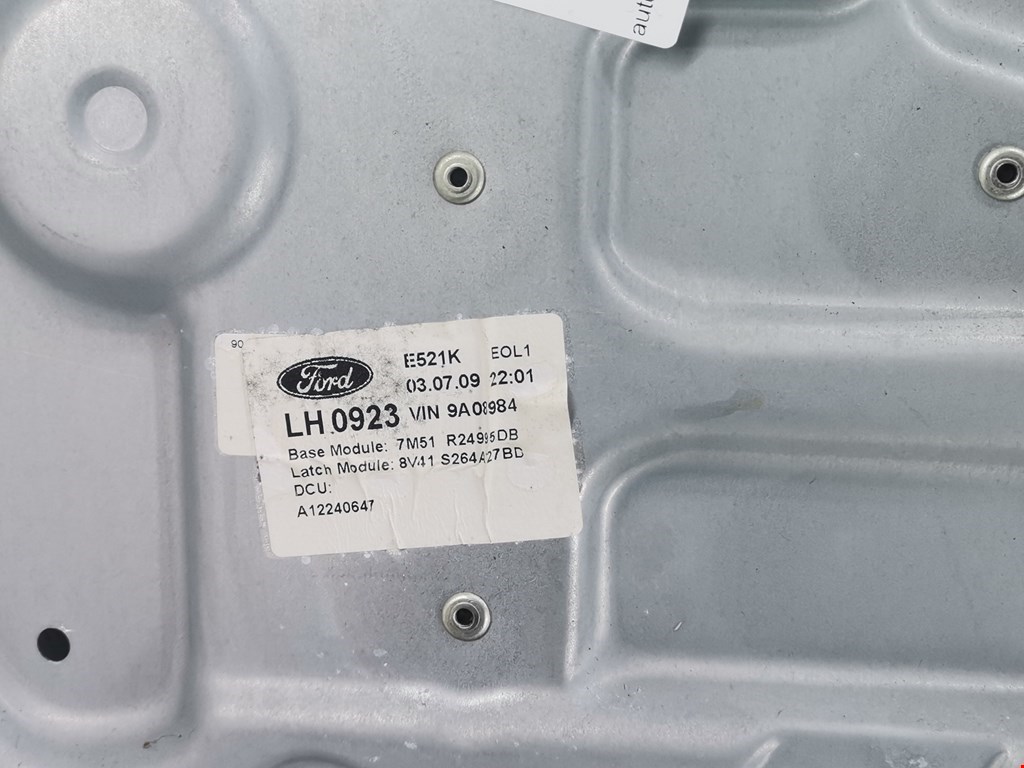 auto
90
Ford
E521K EOL1
03.07.09 22:01
LH 0923 VIN 9A08984
Base Module: 7M51 R24995DB
Latch Module: 8V41 S264A27BD
DCU:
A12240647